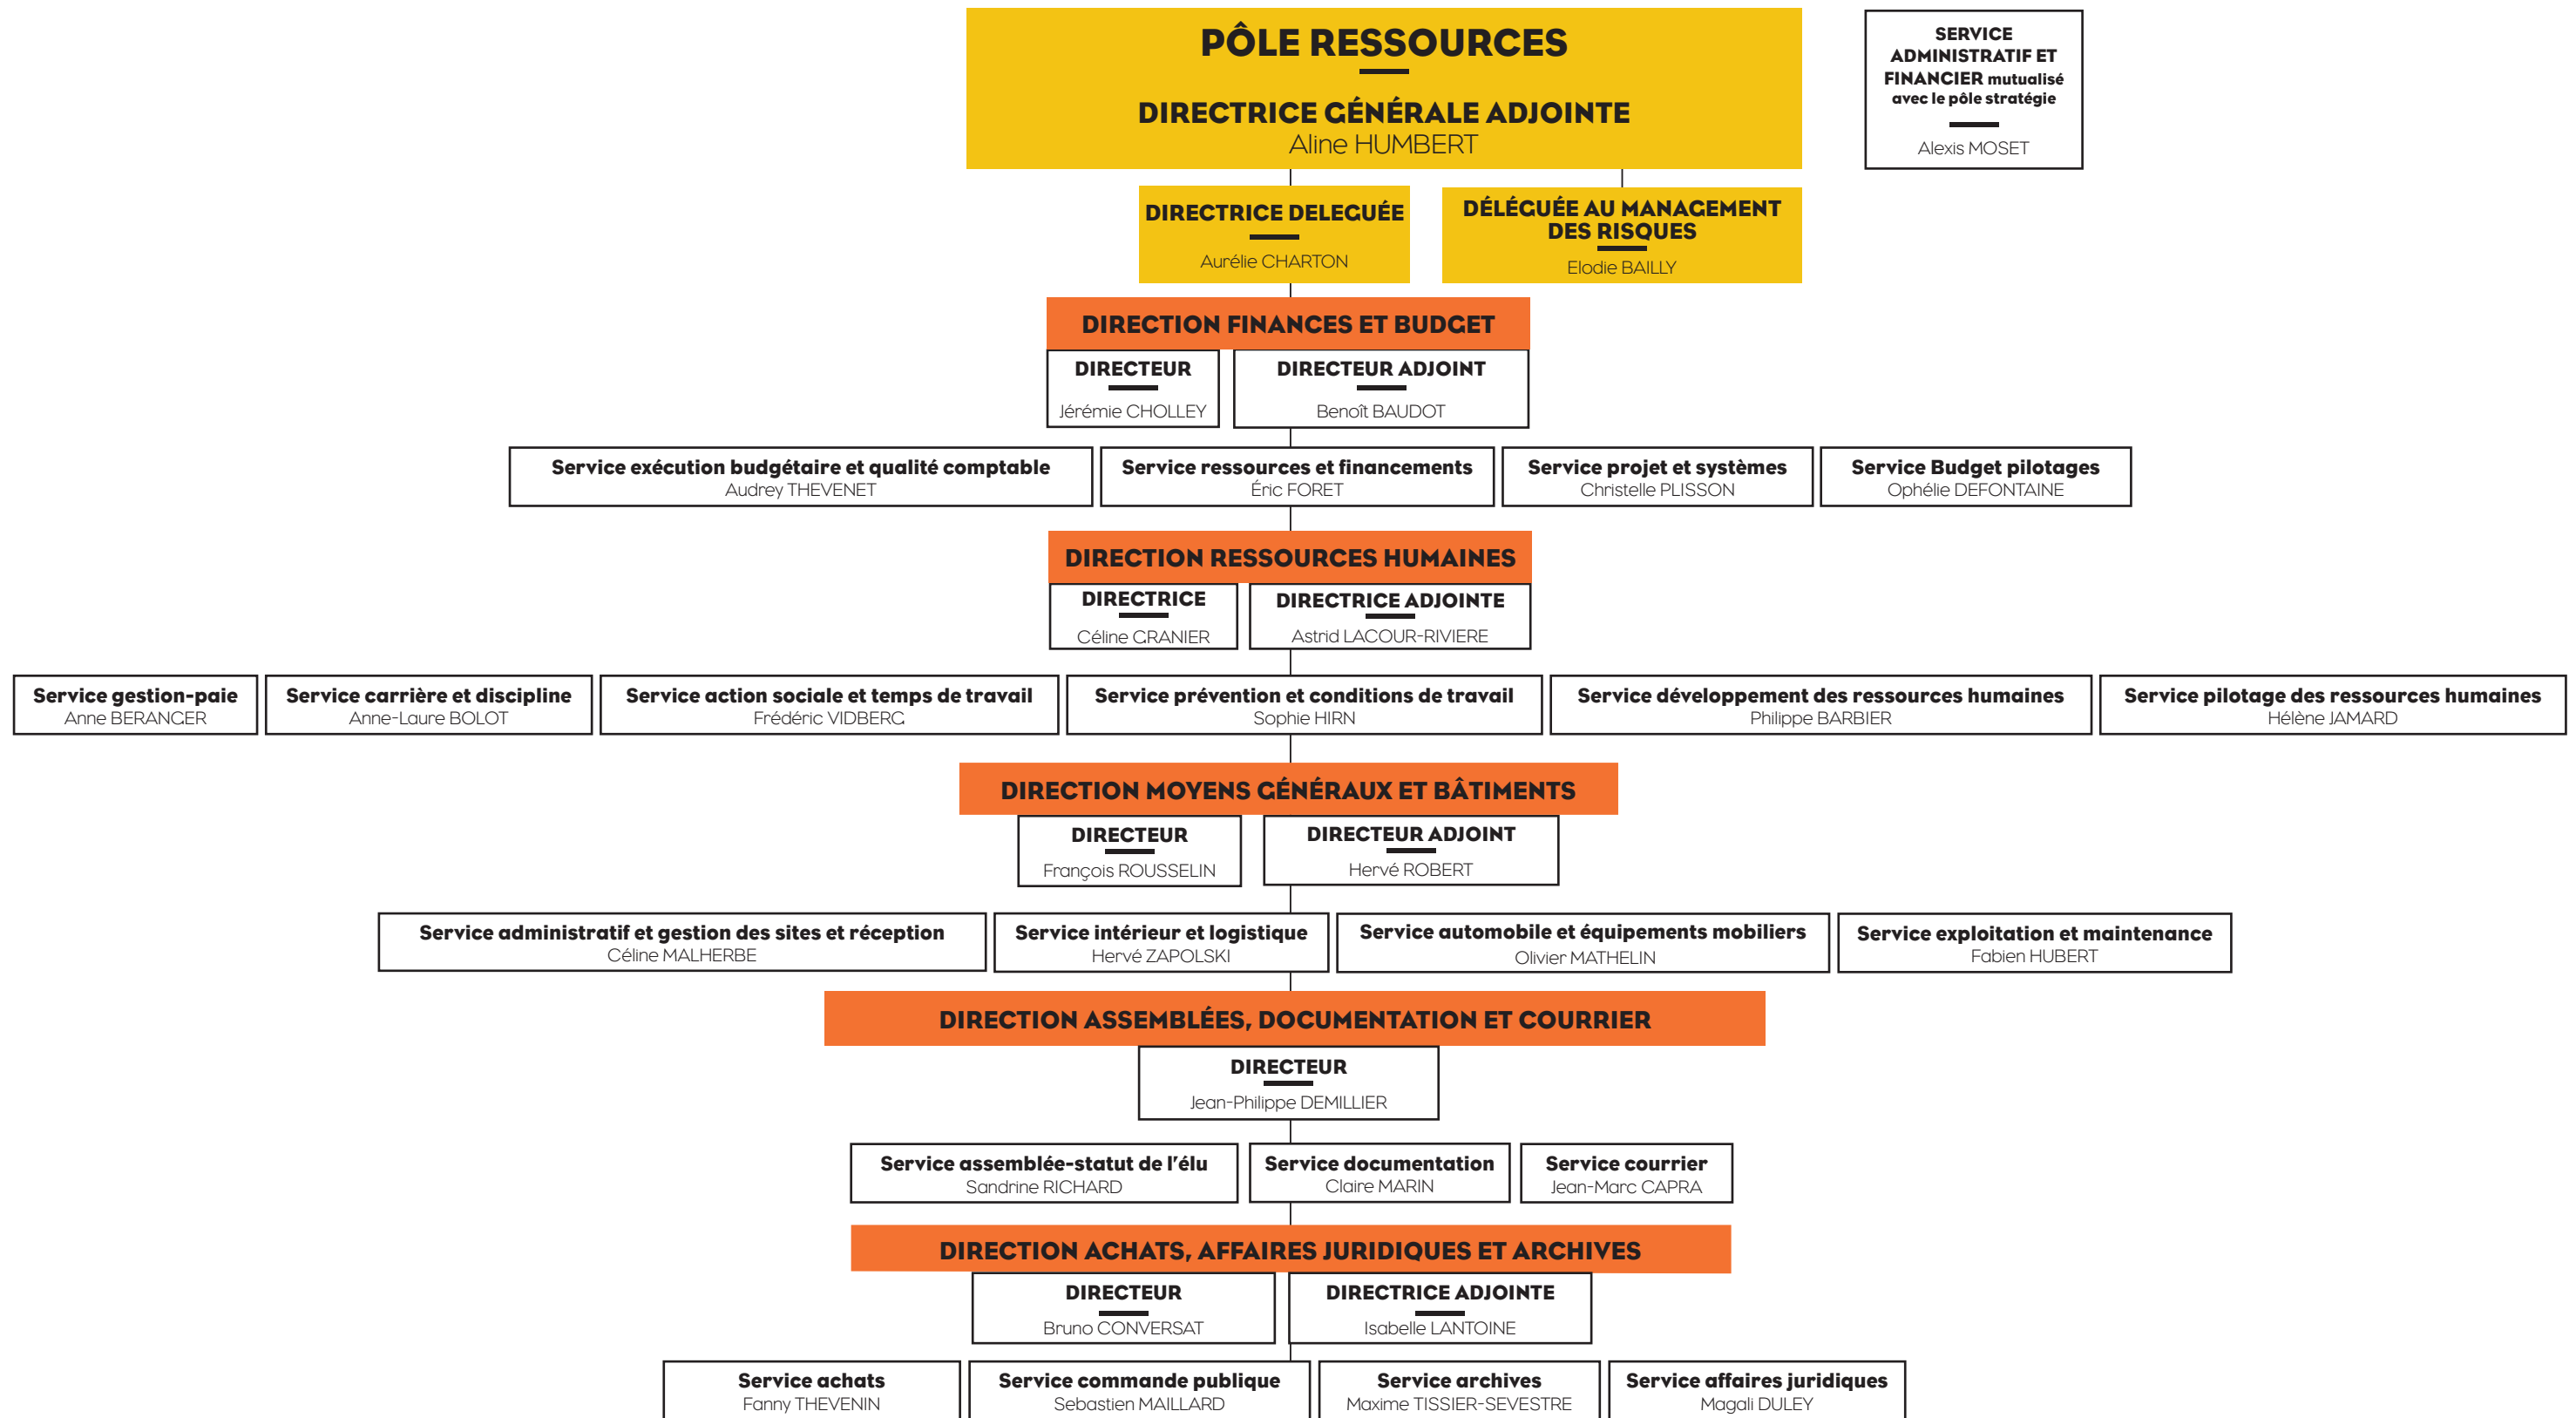 PÔLE RESSOURCES
DIRECTRICE GÉNÉRALE ADJOINTE
Aline HUMBERT
SERVICE
ADMINISTRATIF ET
FINANCIER mutualisé
avec le pôle stratégie
Alexis MOSET
DIRECTRICE DELEGUÉE
Aurélie CHARTON
DÉLÉGUÉE AU MANAGEMENT
DES RISQUES
Elodie BAILLY
DIRECTION FINANCES ET BUDGET
DIRECTEUR
Jérémie CHOLLEY
DIRECTEUR ADJOINT
Benoît BAUDOT
Service exécution budgétaire et qualité comptable
Audrey THEVENET
Service ressources et financements
Éric FORET
Service projet et systèmes
Christelle PLISSON
Service Budget pilotages
Ophélie DEFONTAINE
DIRECTION RESSOURCES HUMAINES
DIRECTRICE
Céline GRANIER
DIRECTRICE ADJOINTE
Astrid LACOUR-RIVIERE
Service gestion-paie
Anne BERANGER
Service carrière et discipline
Anne-Laure BOLOT
Service action sociale et temps de travail
Frédéric VIDBERG
Service prévention et conditions de travail
Sophie HIRN
Service développement des ressources humaines
Philippe BARBIER
Service pilotage des ressources humaines
Hélène JAMARD
DIRECTION MOYENS GÉNÉRAUX ET BÂTIMENTS
DIRECTEUR
François ROUSSELIN
DIRECTEUR ADJOINT
Hervé ROBERT
Service administratif et gestion des sites et réception
Céline MALHERBE
Service intérieur et logistique
Hervé ZAPOLSKI
Service automobile et équipements mobiliers
Olivier MATHELIN
Service exploitation et maintenance
Fabien HUBERT
DIRECTION ASSEMBLÉES, DOCUMENTATION ET COURRIER
DIRECTEUR
Jean-Philippe DEMILLIER
Service assemblée-statut de l'élu
Sandrine RICHARD
Service documentation
Claire MARIN
Service courrier
Jean-Marc CAPRA
DIRECTION ACHATS, AFFAIRES JURIDIQUES ET ARCHIVES
DIRECTEUR
Bruno CONVERSAT
DIRECTRICE ADJOINTE
Isabelle LANTOINE
Service achats
Fanny THEVENIN
Service commande publique
Sebastien MAILLARD
Service archives
Maxime TISSIER-SEVESTRE
Service affaires juridiques
Magali DULEY